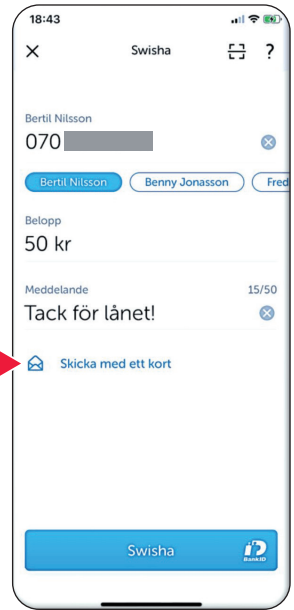 18:43
Swisha ?
Bertil Nilsson
070
Bertil Nilsson Benny Jonasson Fred
Belopp
50 kr
Meddelande 15/50
Tack för lånet!
Skicka med ett kort
Swisha
BankID